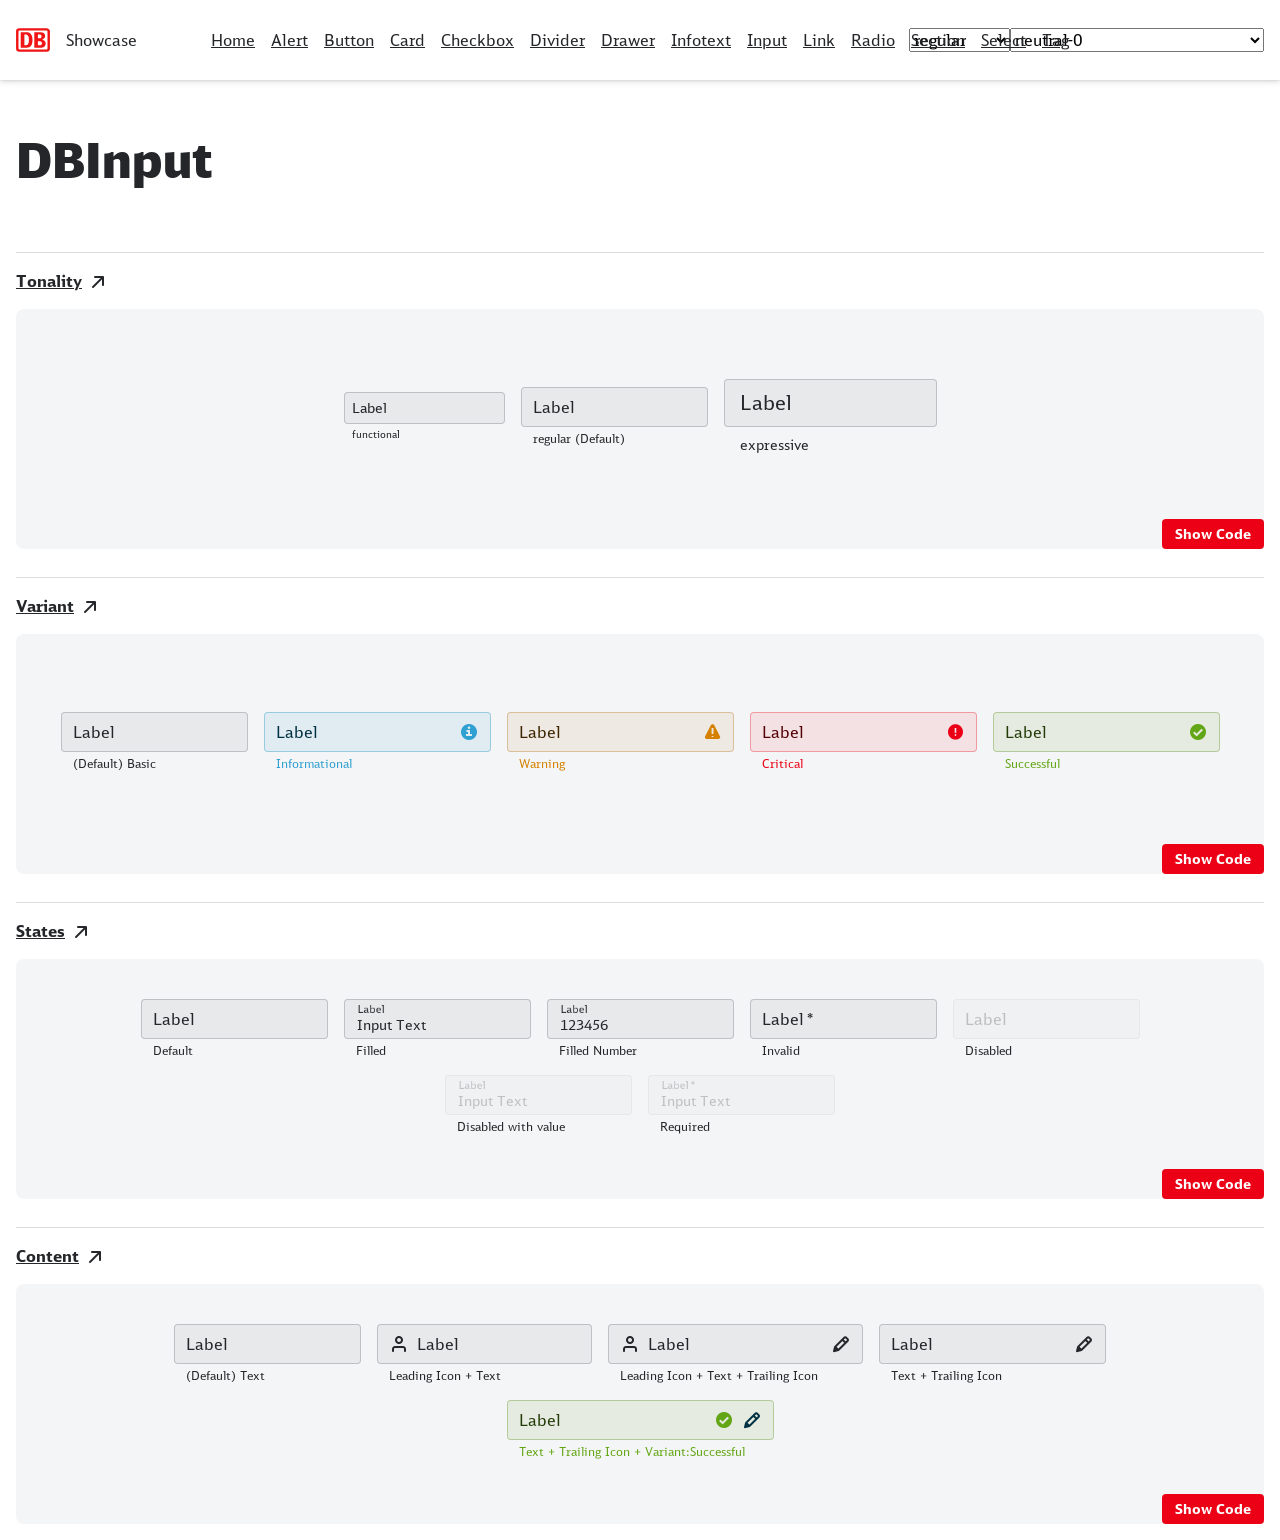 DB Showcase Home Alert Button Card Checkbox Divider Drawer Infotext Input Link Radio Section Select Tag regular neutral-0
DBInput
Tonality
Label Label Label
functional regular (Default) expressive
Show Code
Variant
Label Label Label Label Label
(Default) Basic Informational Warning Critical Successful
Show Code
States
Label Label Input Text Label 123456 Label * Label
Default Filled Filled Number Invalid Disabled
Label Input Text Label * Input Text
Disabled with value Required
Show Code
Content
Label Label Label Label
(Default) Text Leading Icon + Text Leading Icon + Text + Trailing Icon Text + Trailing Icon
Label
Text + Trailing Icon + Variant:Successful
Show Code